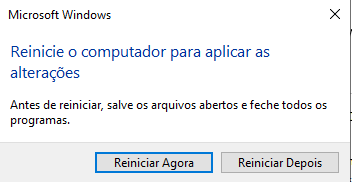 Microsoft Windows
Reinicie o computador para aplicar as
alterações
Antes de reiniciar, salve os arquivos abertos e feche todos os
programas.
Reiniciar Agora
Reiniciar Depois